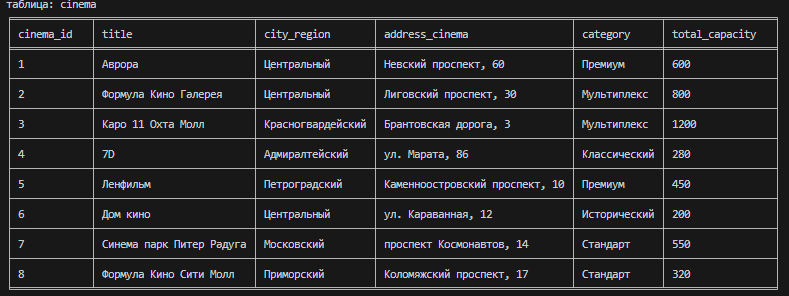 таблица: cinema
cinema_id title city_region address_cinema category total_capacity
1 Аврора Центральный Невский проспект, 60 Премиум 600
2 Формула Кино Галерея Центральный Лиговский проспект, 30 Мультиплекс 800
3 Каро 11 Охта Молл Красногвардейский Брантовская дорога, 3 Мультиплекс 1200
4 7D Адмиралтейский ул. Марата, 86 Классический 280
5 Ленфильм Петроградский Каменноостровский проспект, 10 Премиум 450
6 Дом кино Центральный ул. Караванная, 12 Исторический 200
7 Синема парк Питер Радуга Московский проспект Космонавтов, 14 Стандарт 550
8 Формула Кино Сити Молл Приморский Коломяжский проспект, 17 Стандарт 320